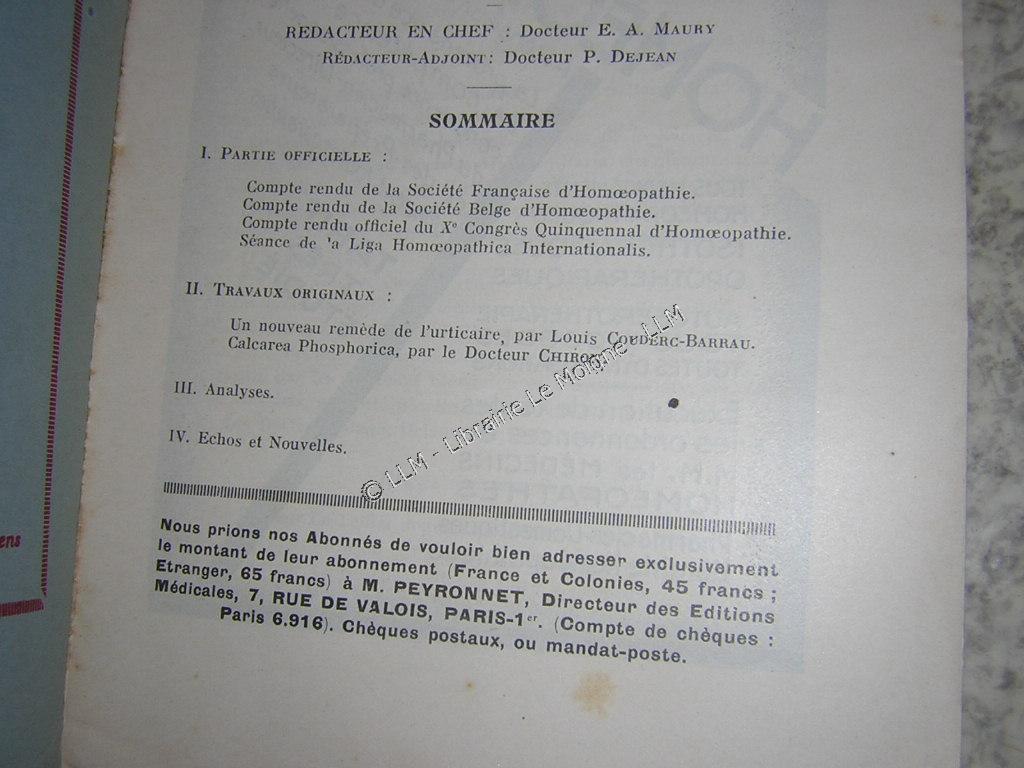 REDACTEUR EN CHEF : Docteur E. A. MAURY
RÉDACTEUR-ADJOINT : Docteur P. DEJEAN
SOMMAIRE
I. PARTIE OFFICIELLE :
Compte rendu de la Société Française d'Homœopathie.
Compte rendu de la Société Belge d'Homœopathie.
Compte rendu officiel du Xe Congrès Quinquennal d'Homœopathie.
Séance de 'a Liga Homœopathica Internationalis.
II. TRAVAUX ORIGINAUX :
Un nouveau remède de l'urticaire, par Louis COUDERC-BARRAU.
Calcarea Phosphorica, par le Docteur
III. Analyses.
IV. Echos et Nouvelles.
© LLM - Librairie Le Moigne - LLM
Nous prions nos Abonnés de vouloir bien adresser exclusivement
le montant de leur abonnement (France et Colonies, 45 francs ;
Etranger, 65 francs) à M. PEYRONNET, Directeur des Editions
Médicales, 7, RUE DE VALOIS, PARIS-1er. (Compte de chèques :
Paris 6.916). Chèques postaux, ou mandat-poste.
ens